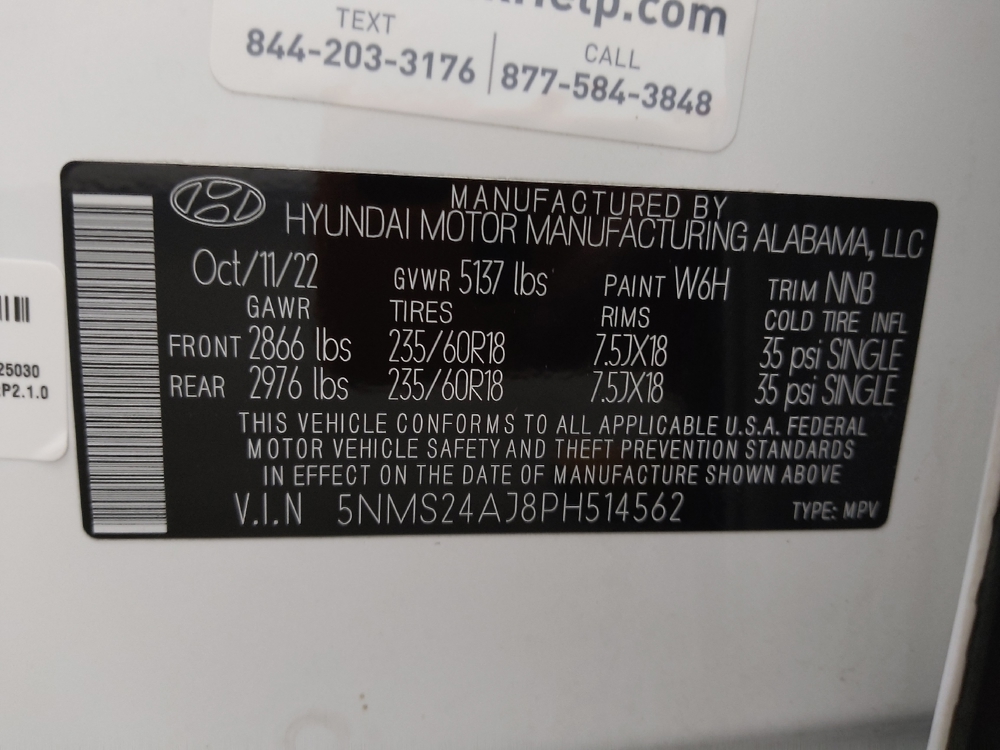 elp.com
TEXT
844-203-3176
CALL
877-584-3848
MANUFACTURED BY
HYUNDAI MOTOR MANUFACTURING ALABAMA, LLC
Oct/11/22 GVWR 5137 lbs PAINT W6H TRIM NNB
GAWR TIRES RIMS COLD TIRE INFL
FRONT 2866 lbs 235/60R18 7.5JX18 35 psi SINGLE
REAR 2976 lbs 235/60R18 7.5JX18 35 psi SINGLE
THIS VEHICLE CONFORMS TO ALL APPLICABLE U.S.A. FEDERAL
MOTOR VEHICLE SAFETY AND THEFT PREVENTION STANDARDS
IN EFFECT ON THE DATE OF MANUFACTURE SHOWN ABOVE
V.I.N 5NMS24AJ8PH514562 TYPE: MPV
25030
P2.1.0